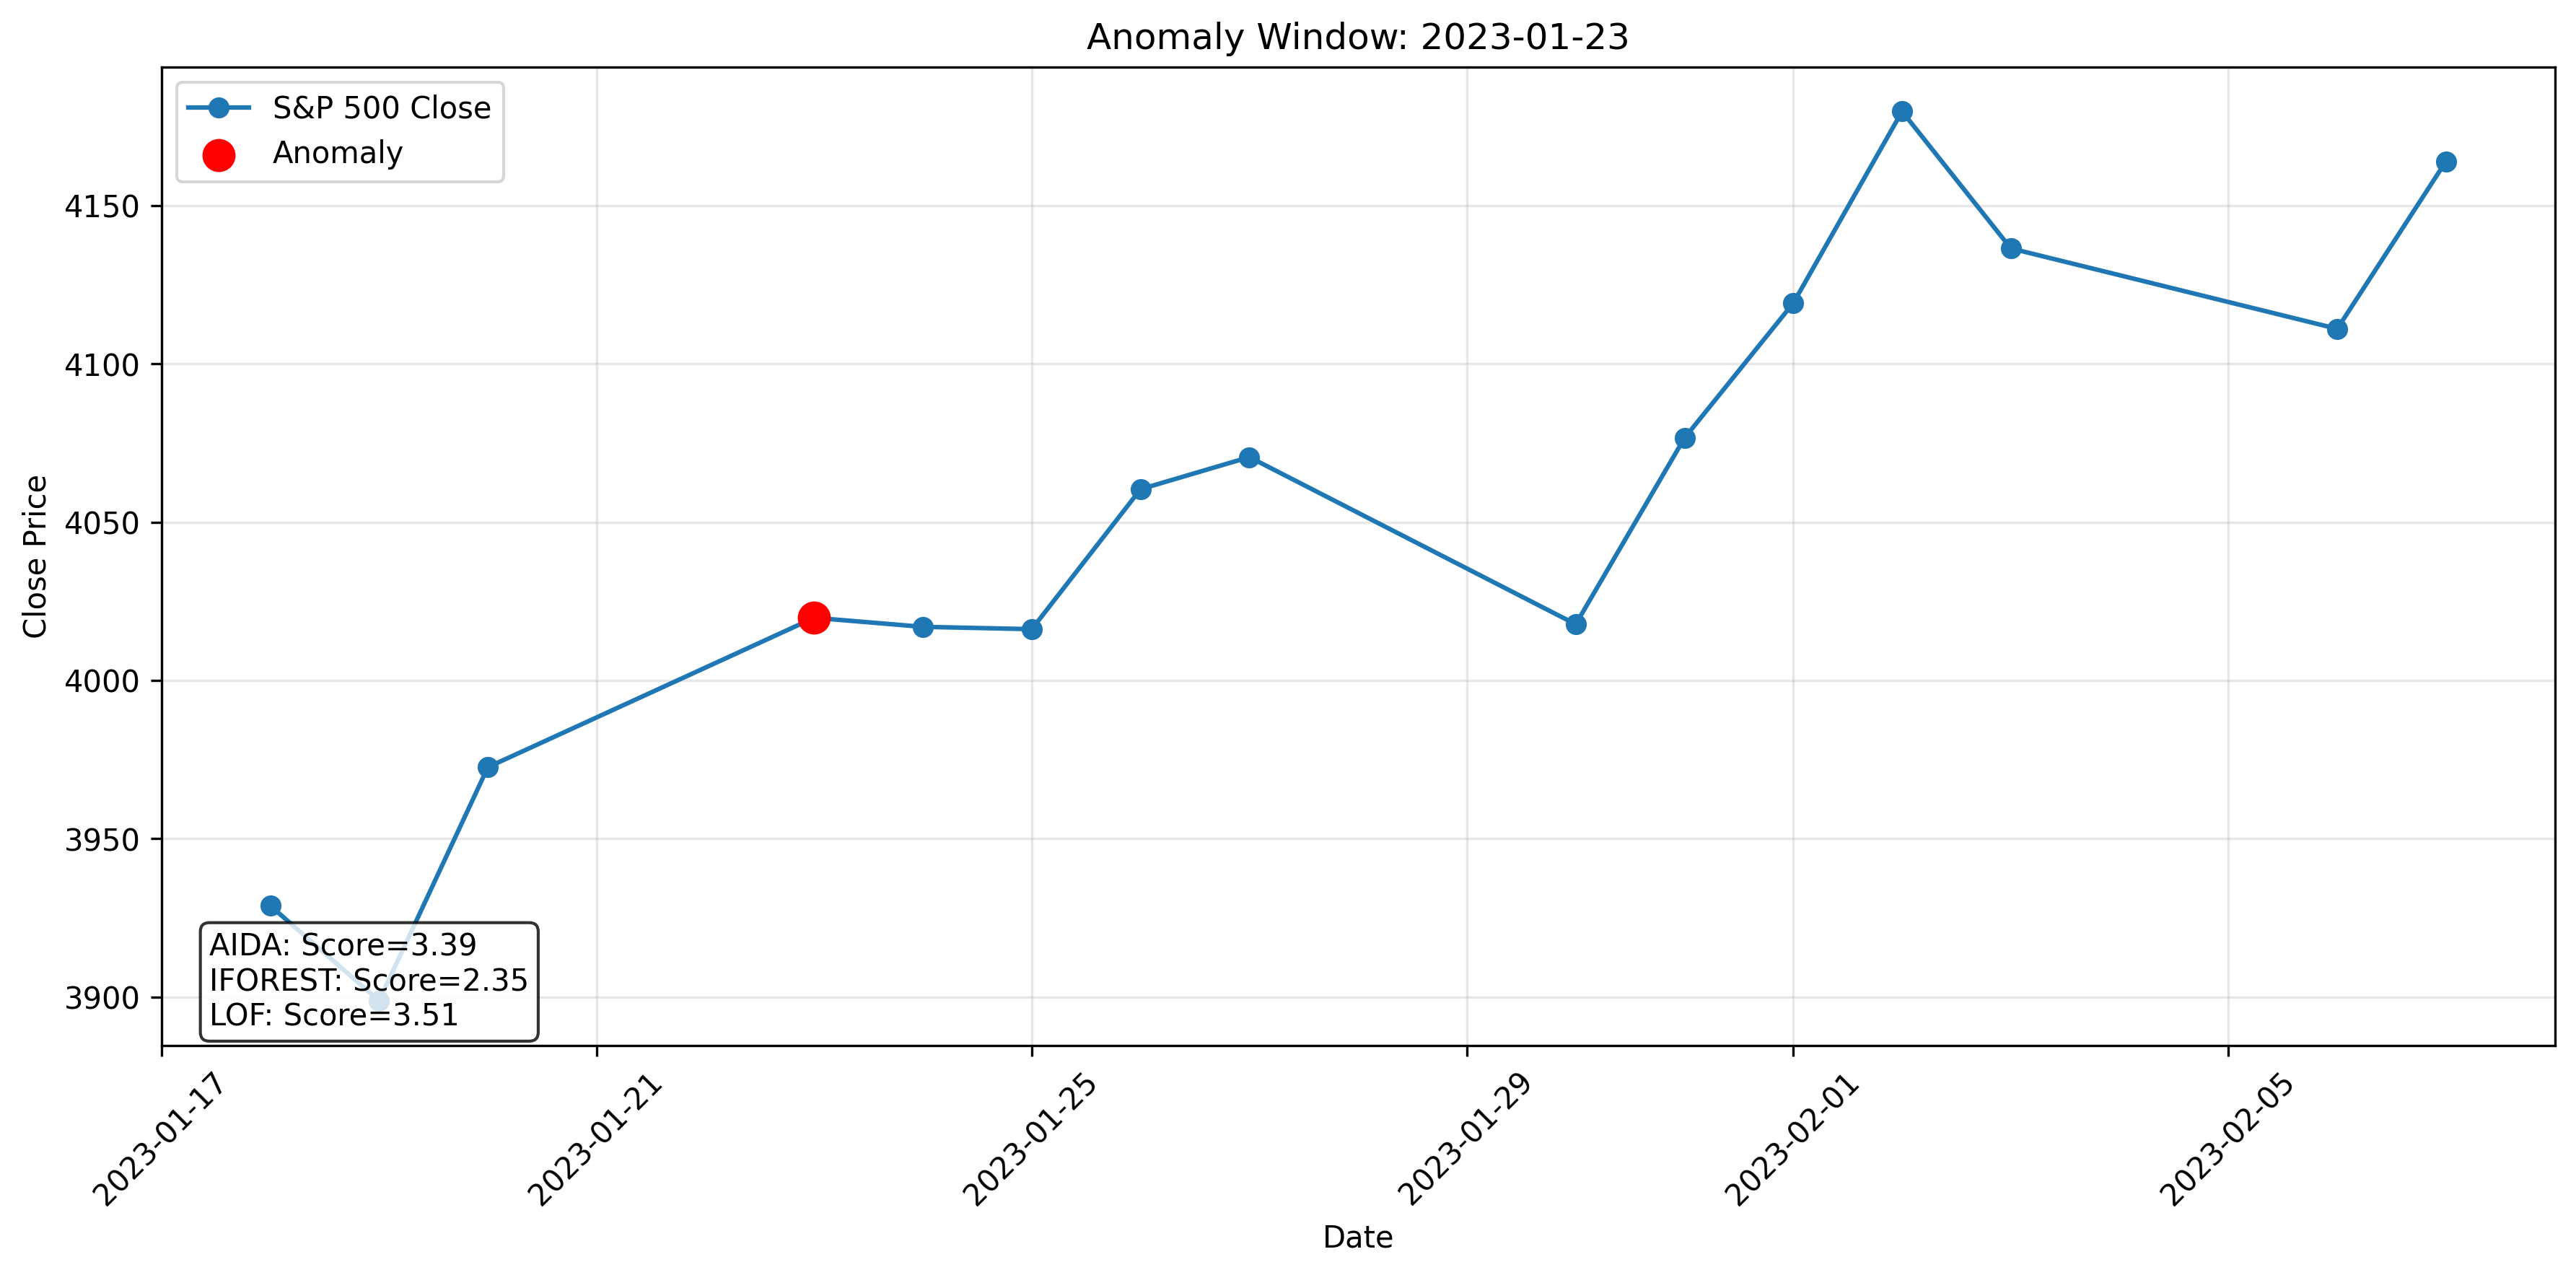 Anomaly Window: 2023-01-23
S&P 500 Close
Anomaly
4150
4100
4050
4000
3950
3900
Close Price
AIDA: Score=3.39
IFOREST: Score=2.35
LOF: Score=3.51
2023-01-17
2023-01-21
2023-01-25
2023-01-29
2023-02-01
2023-02-05
Date